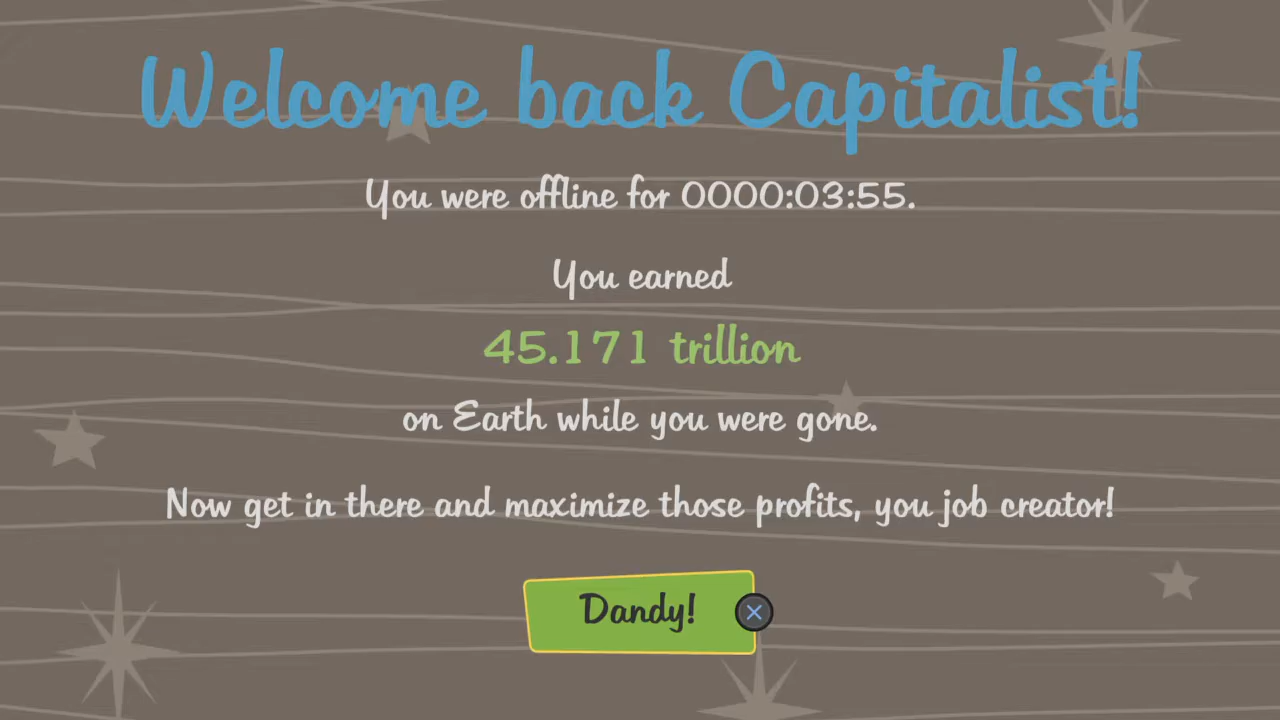 Welcome back Capitalist!
You were offline for 0000:03:55.
You earned
45.171 trillion
on Earth while you were gone.
Now get in there and maximize those profits, you job creator!
Dandy!